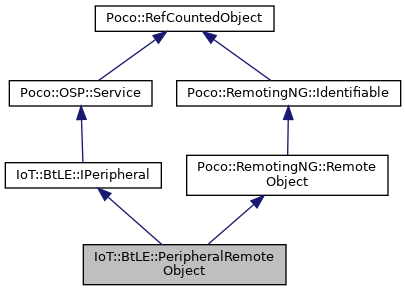 Poco::RefCountedObject
Poco::OSP::Service
Poco::RemotingNG::Identifiable
IoT::BtLE::IPeripheral
Poco::RemotingNG::Remote
Object
IoT::BtLE::PeripheralRemote
Object